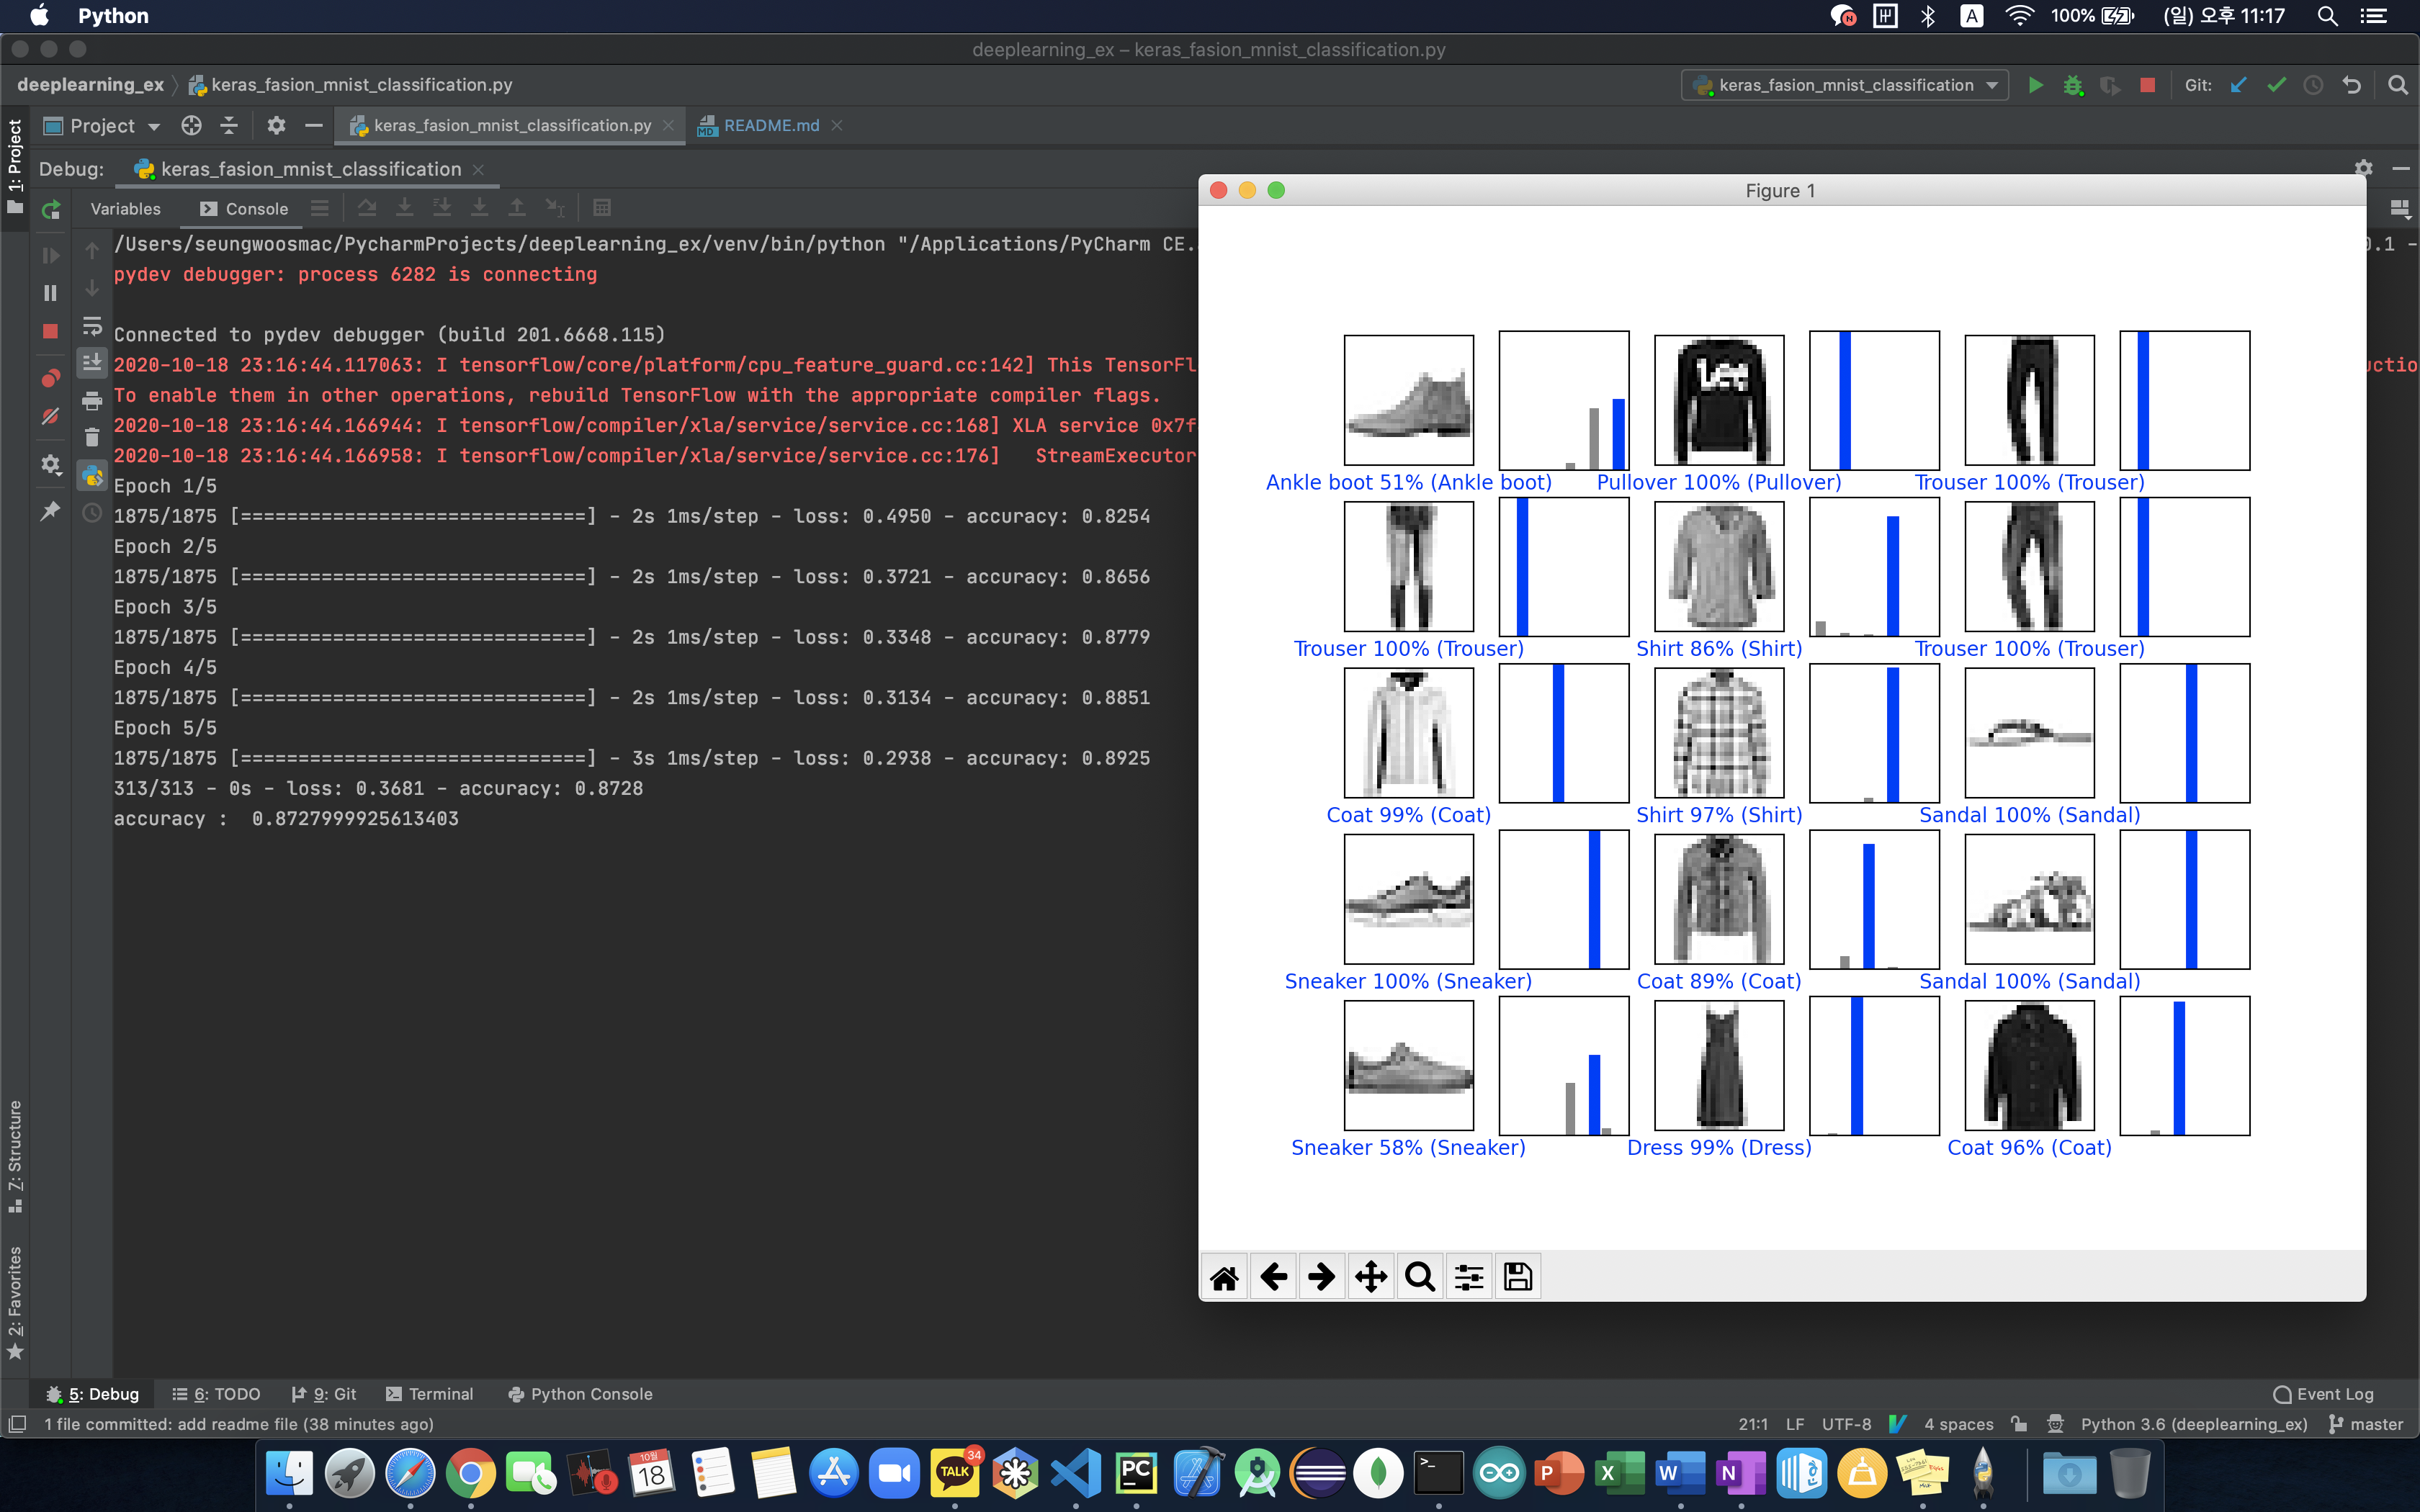 Python
100%
(일) 오후 11:17
deeplearning_ex – keras_fasion_mnist_classification.py
deeplearning_ex
keras_fasion_mnist_classification.py
keras_fasion_mnist_classification
Git:
1: Project
Project
keras_fasion_mnist_classification.py
README.md
Debug:
keras_fasion_mnist_classification
Variables
Console
/Users/seungwoosmac/PycharmProjects/deeplearning_ex/venv/bin/python "/Applications/PyCharm CE.
pydev debugger: process 6282 is connecting
Connected to pydev debugger (build 201.6668.115)
2020-10-18 23:16:44.117063: I tensorflow/core/platform/cpu_feature_guard.cc:142] This TensorFl
To enable them in other operations, rebuild TensorFlow with the appropriate compiler flags.
2020-10-18 23:16:44.166944: I tensorflow/compiler/xla/service/service.cc:168] XLA service 0x7f
2020-10-18 23:16:44.166958: I tensorflow/compiler/xla/service/service.cc:176]   StreamExecutor
Epoch 1/5
1875/1875 [==============================] - 2s 1ms/step - loss: 0.4950 - accuracy: 0.8254
Epoch 2/5
1875/1875 [==============================] - 2s 1ms/step - loss: 0.3721 - accuracy: 0.8656
Epoch 3/5
1875/1875 [==============================] - 2s 1ms/step - loss: 0.3348 - accuracy: 0.8779
Epoch 4/5
1875/1875 [==============================] - 2s 1ms/step - loss: 0.3134 - accuracy: 0.8851
Epoch 5/5
1875/1875 [==============================] - 3s 1ms/step - loss: 0.2938 - accuracy: 0.8925
313/313 - 0s - loss: 0.3681 - accuracy: 0.8728
accuracy :  0.8727999925613403
Figure 1
0.1 -
uctio
Lee
Ankle boot 51% (Ankle boot)
Pullover 100% (Pullover)
Trouser 100% (Trouser)
Trouser 100% (Trouser)
Shirt 86% (Shirt)
Trouser 100% (Trouser)
Coat 99% (Coat)
Shirt 97% (Shirt)
Sandal 100% (Sandal)
Sneaker 100% (Sneaker)
Coat 89% (Coat)
Sandal 100% (Sandal)
Sneaker 58% (Sneaker)
Dress 99% (Dress)
Coat 96% (Coat)
7: Structure
2: Favorites
5: Debug
6: TODO
9: Git
Terminal
Python Console
Event Log
1 file committed: add readme file (38 minutes ago)
21:1
LF
UTF-8
4 spaces
Python 3.6 (deeplearning_ex)
master
10월
18
TALK
34
PC
P
X
W
N